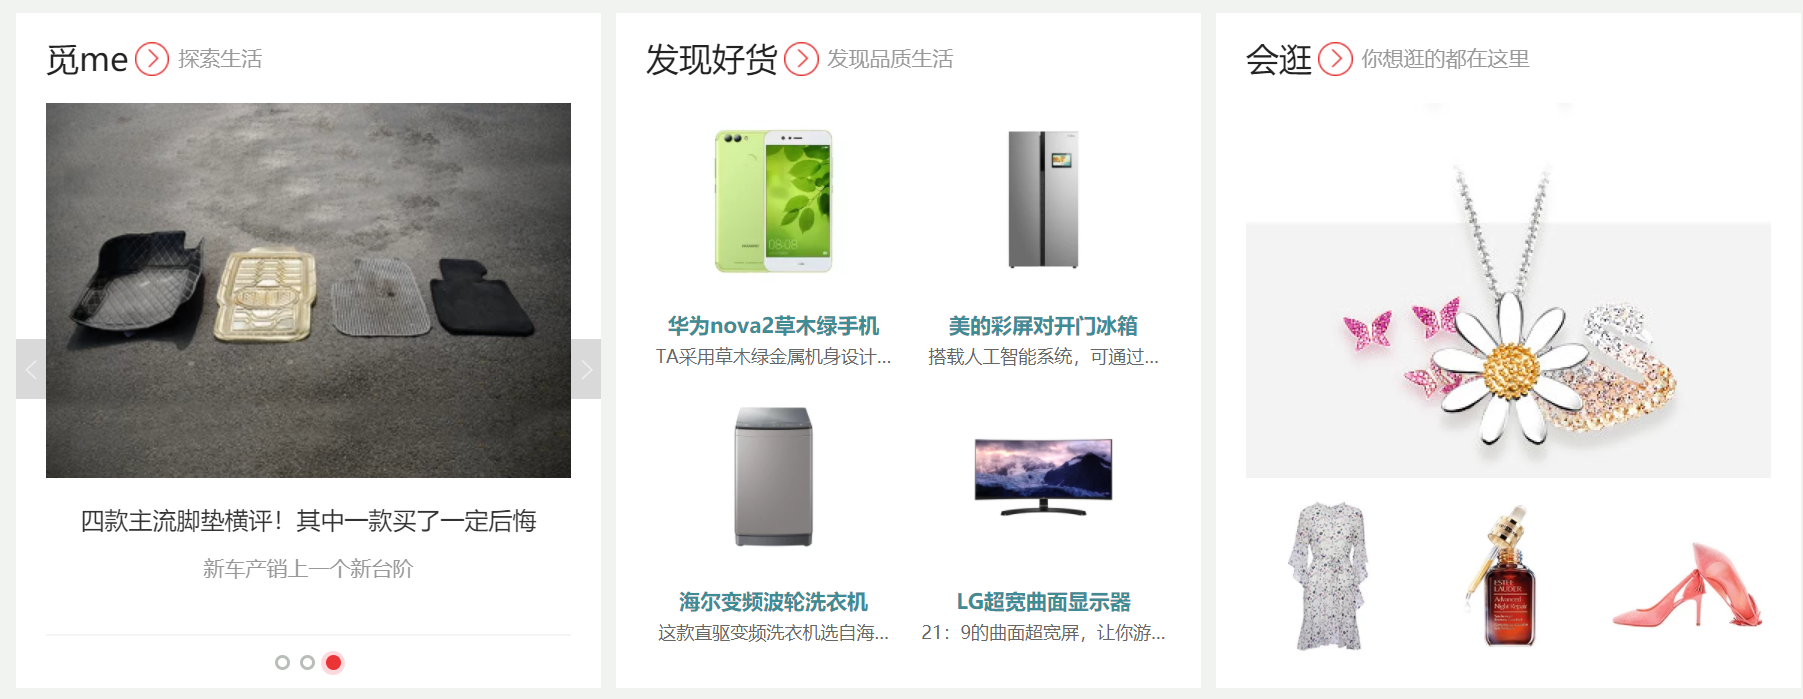 觅me 探索生活
四款主流脚垫横评！其中一款买了一定后悔
新车产销上一个新台阶
发现好货 发现品质生活
HUAWEI
08:08
华为nova2草木绿手机
TA采用草木绿金属机身设计...
美的彩屏对开门冰箱
搭载人工智能系统，可通过...
海尔变频波轮洗衣机
这款直驱变频洗衣机选自海...
LG超宽曲面显示器
21：9的曲面超宽屏，让你游...
会逛 你想逛的都在这里
ESTEE
LAUDER
Advanced
Night Repair